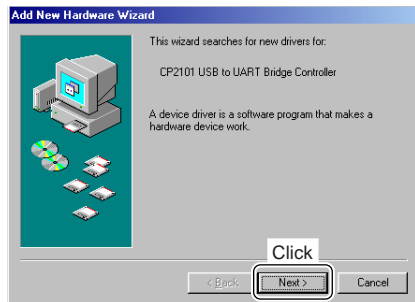 Add New Hardware Wizard
This wizard searches for new drivers for:
CP2101 USB to UART Bridge Controller
A device driver is a software program that makes a
hardware device work.
Click
< Back
Next >
Cancel